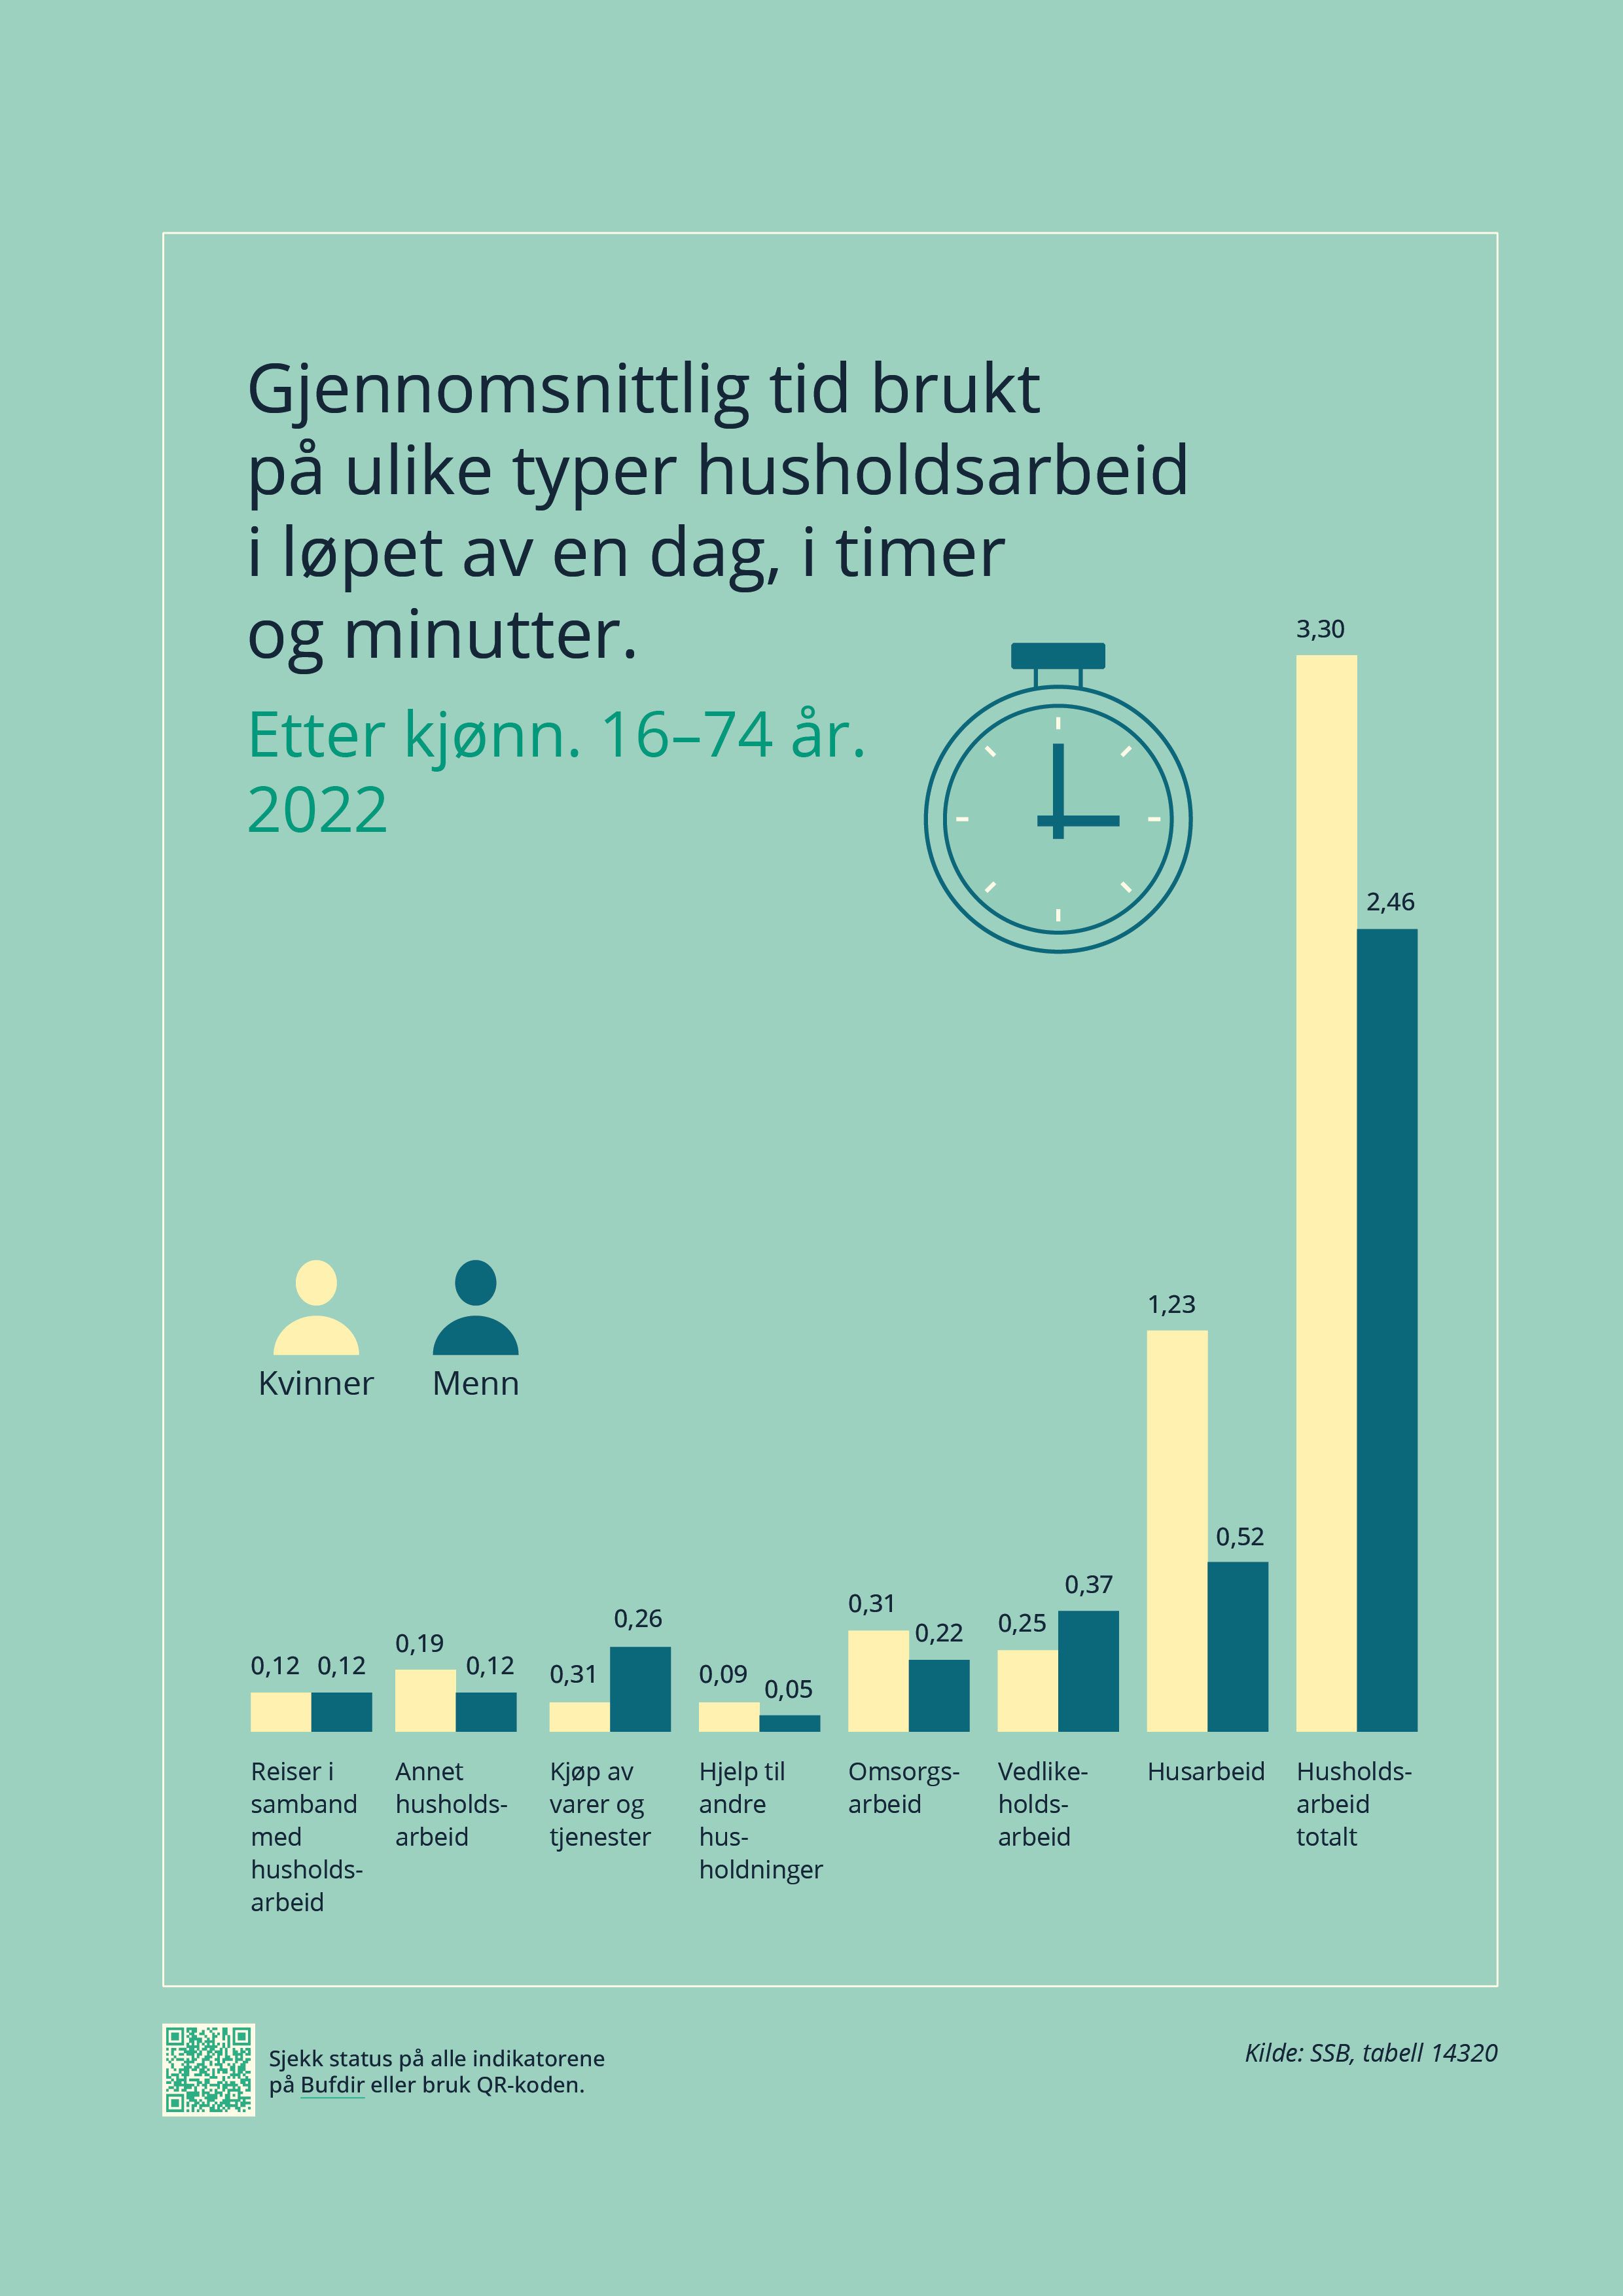 Gjennomsnittlig tid brukt
på ulike typer husholdsarbeid
i løpet av en dag, i timer
og minutter.
Etter kjønn. 16–74 år.
2022
Kvinner Menn
0,12 0,12
0,19 0,12
0,31 0,26
0,09 0,05
0,31 0,22
0,25 0,37
1,23 0,52
3,30 2,46
Reiser i
samband
med
husholds-
arbeid
Annet
husholds-
arbeid
Kjøp av
varer og
tjenester
Hjelp til
andre
hus-
holdninger
Omsorgs-
arbeid
Vedlike-
holds-
arbeid
Husarbeid
Husholds-
arbeid
totalt
Sjekk status på alle indikatorene
på Bufdir eller bruk QR-koden.
Kilde: SSB, tabell 14320